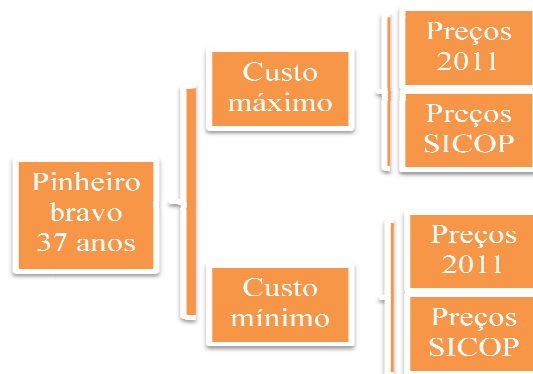 Pinheiro
bravo
37 anos
Custo
máximo
Preços
2011
Preços
SICOP
Custo
mínimo
Preços
2011
Preços
SICOP